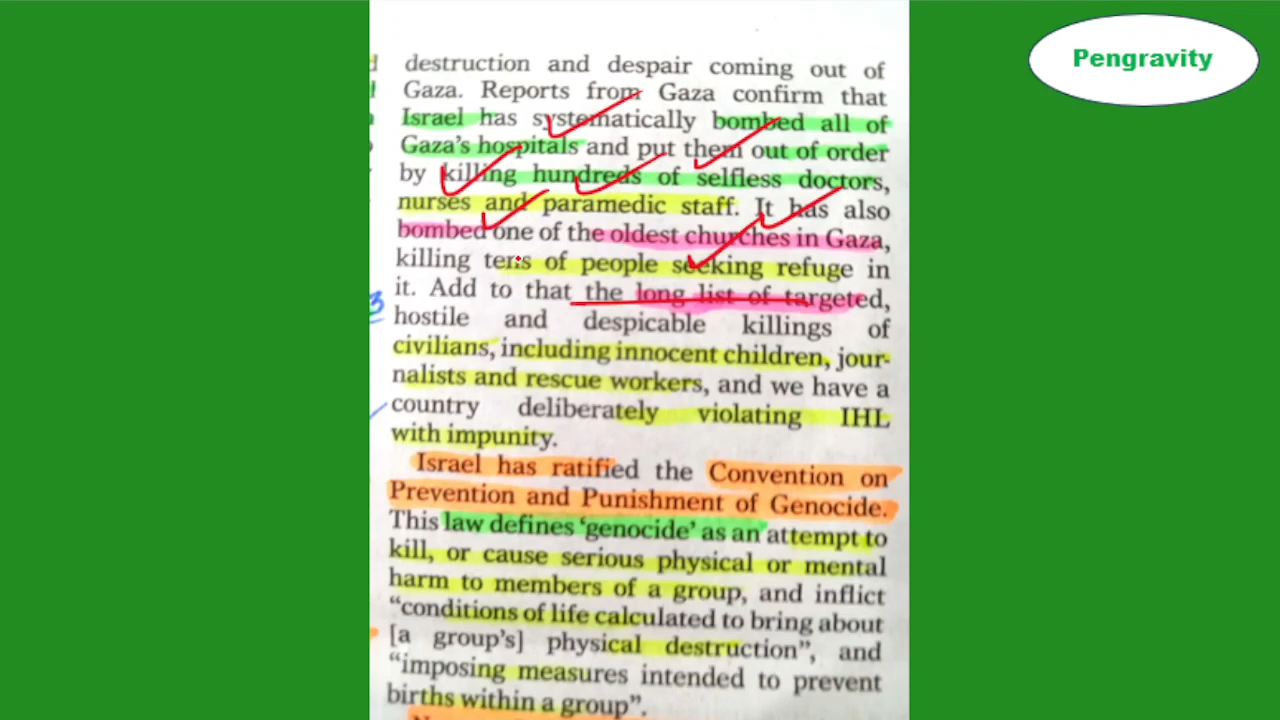 Pengravity
destruction and despair coming out of
Gaza. Reports from Gaza confirm that
Israel has systematically bombed all of
Gaza's hospitals and put them out of order
by killing hundreds of selfless doctors,
nurses and paramedic staff. It has also
bombed one of the oldest churches in Gaza,
killing tens of people seeking refuge in
it. Add to that the long list of targeted,
hostile and despicable killings of
civilians, including innocent children, jour-
nalists and rescue workers, and we have a
country deliberately violating IHL
with impunity.
Israel has ratified the Convention on
Prevention and Punishment of Genocide.
This law defines 'genocide' as an attempt to
kill, or cause serious physical or mental
harm to members of a group, and inflict
“conditions of life calculated to bring about
[a group's] physical destruction”, and
“imposing measures intended to prevent
births within a group”.